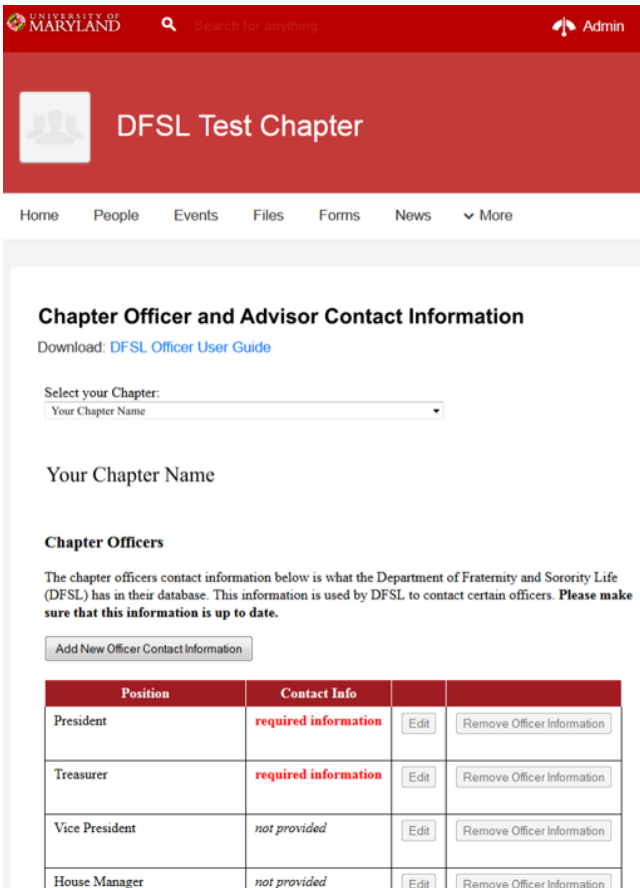 UNIVERSITY OF
MARYLAND
Search for anything
Admin
DFSL Test Chapter
Home People Events Files Forms News More
Chapter Officer and Advisor Contact Information
Download: DFSL Officer User Guide
Select your Chapter:
Your Chapter Name
Your Chapter Name
Chapter Officers
The chapter officers contact information below is what the Department of Fraternity and Sorority Life
(DFSL) has in their database. This information is used by DFSL to contact certain officers. Please make
sure that this information is up to date.
Add New Officer Contact Information
Position Contact Info
President required information Edit Remove Officer Information
Treasurer required information Edit Remove Officer Information
Vice President not provided Edit Remove Officer Information
House Manager not provided Edit Remove Officer Information